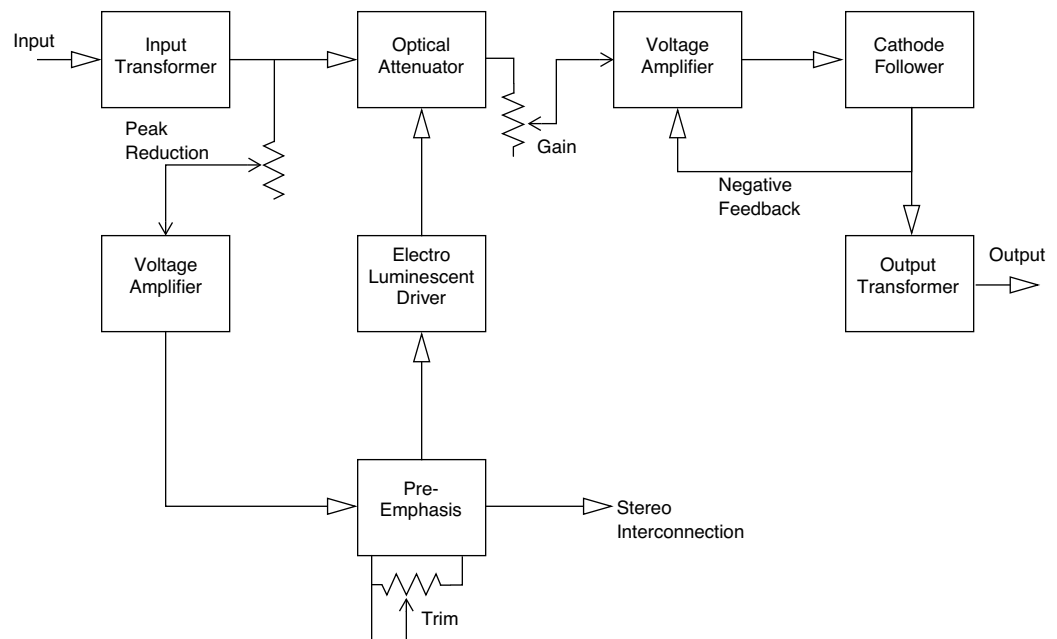 Input
Input
Transformer
Optical
Attenuator
Voltage
Amplifier
Cathode
Follower
Peak
Reduction
Gain
Negative
Feedback
Voltage
Amplifier
Electro
Luminescent
Driver
Output
Transformer
Output
Pre-
Emphasis
Stereo
Interconnection
Trim